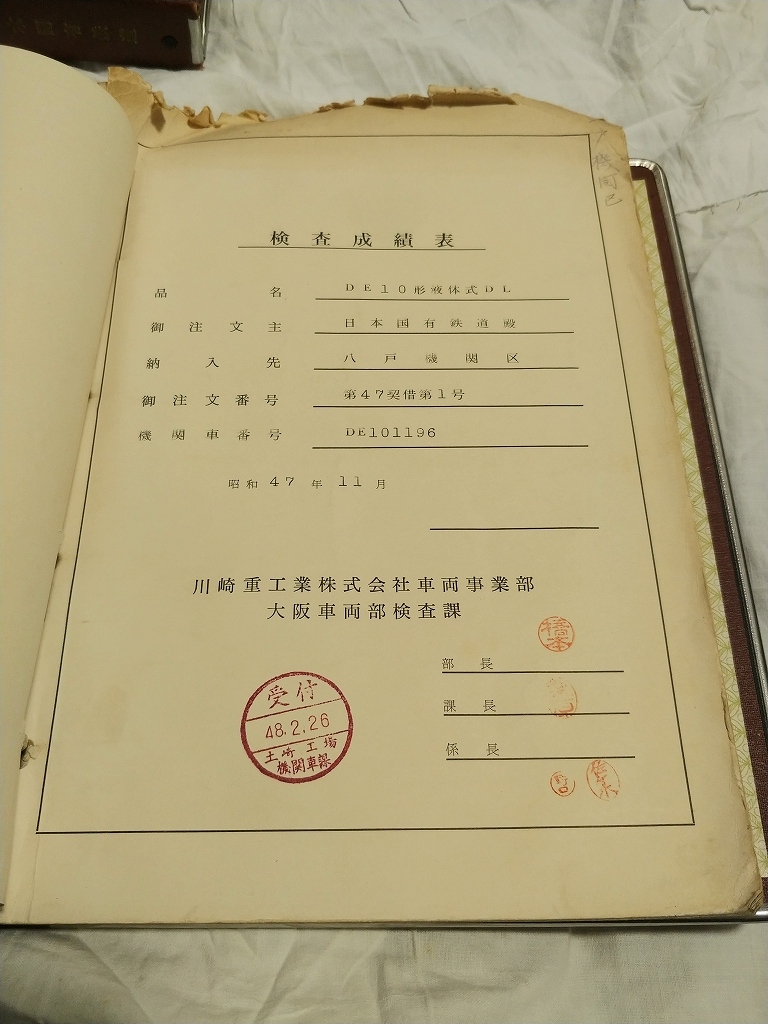 検査成績表
品名 DE10形液体式DL
御注文主 日本国有鉄道殿
納入先 八戸機関区
御注文番号 第47契借第1号
機関車番号 DE101196
昭和47年11月
川崎重工業株式会社車両事業部
大阪車両部検査課
部長
課長
係長
受付
48.2.26
土崎工場
機関車課
野口